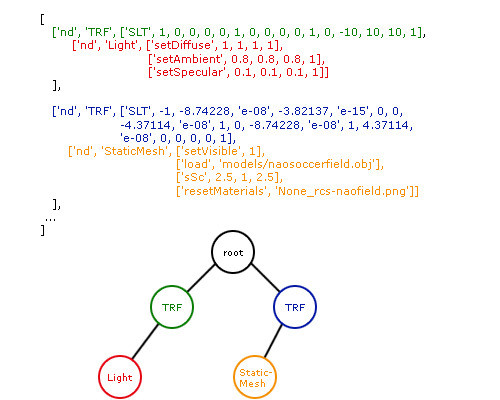 [
['nd', 'TRF', ['SLT', 1, 0, 0, 0, 0, 1, 0, 0, 0, 0, 1, 0, -10, 10, 10, 1],
['nd', 'Light', ['setDiffuse', 1, 1, 1, 1],
['setAmbient', 0.8, 0.8, 0.8, 1],
['setSpecular', 0.1, 0.1, 0.1, 1]]
],
['nd', 'TRF', ['SLT', -1, -8.74228, 'e-08', -3.82137, 'e-15', 0, 0,
-4.37114, 'e-08', 1, 0, -8.74228, 'e-08', 1, 4.37114,
'e-08', 0, 0, 0, 0, 1],
['nd', 'StaticMesh', ['setVisible', 1],
['load', 'models/naosoccerfield.obj'],
['sSc', 2.5, 1, 2.5],
['resetMaterials', 'None_rcs-naofield.png']]
],
...
]
root
TRF
TRF
Light
Static-
Mesh